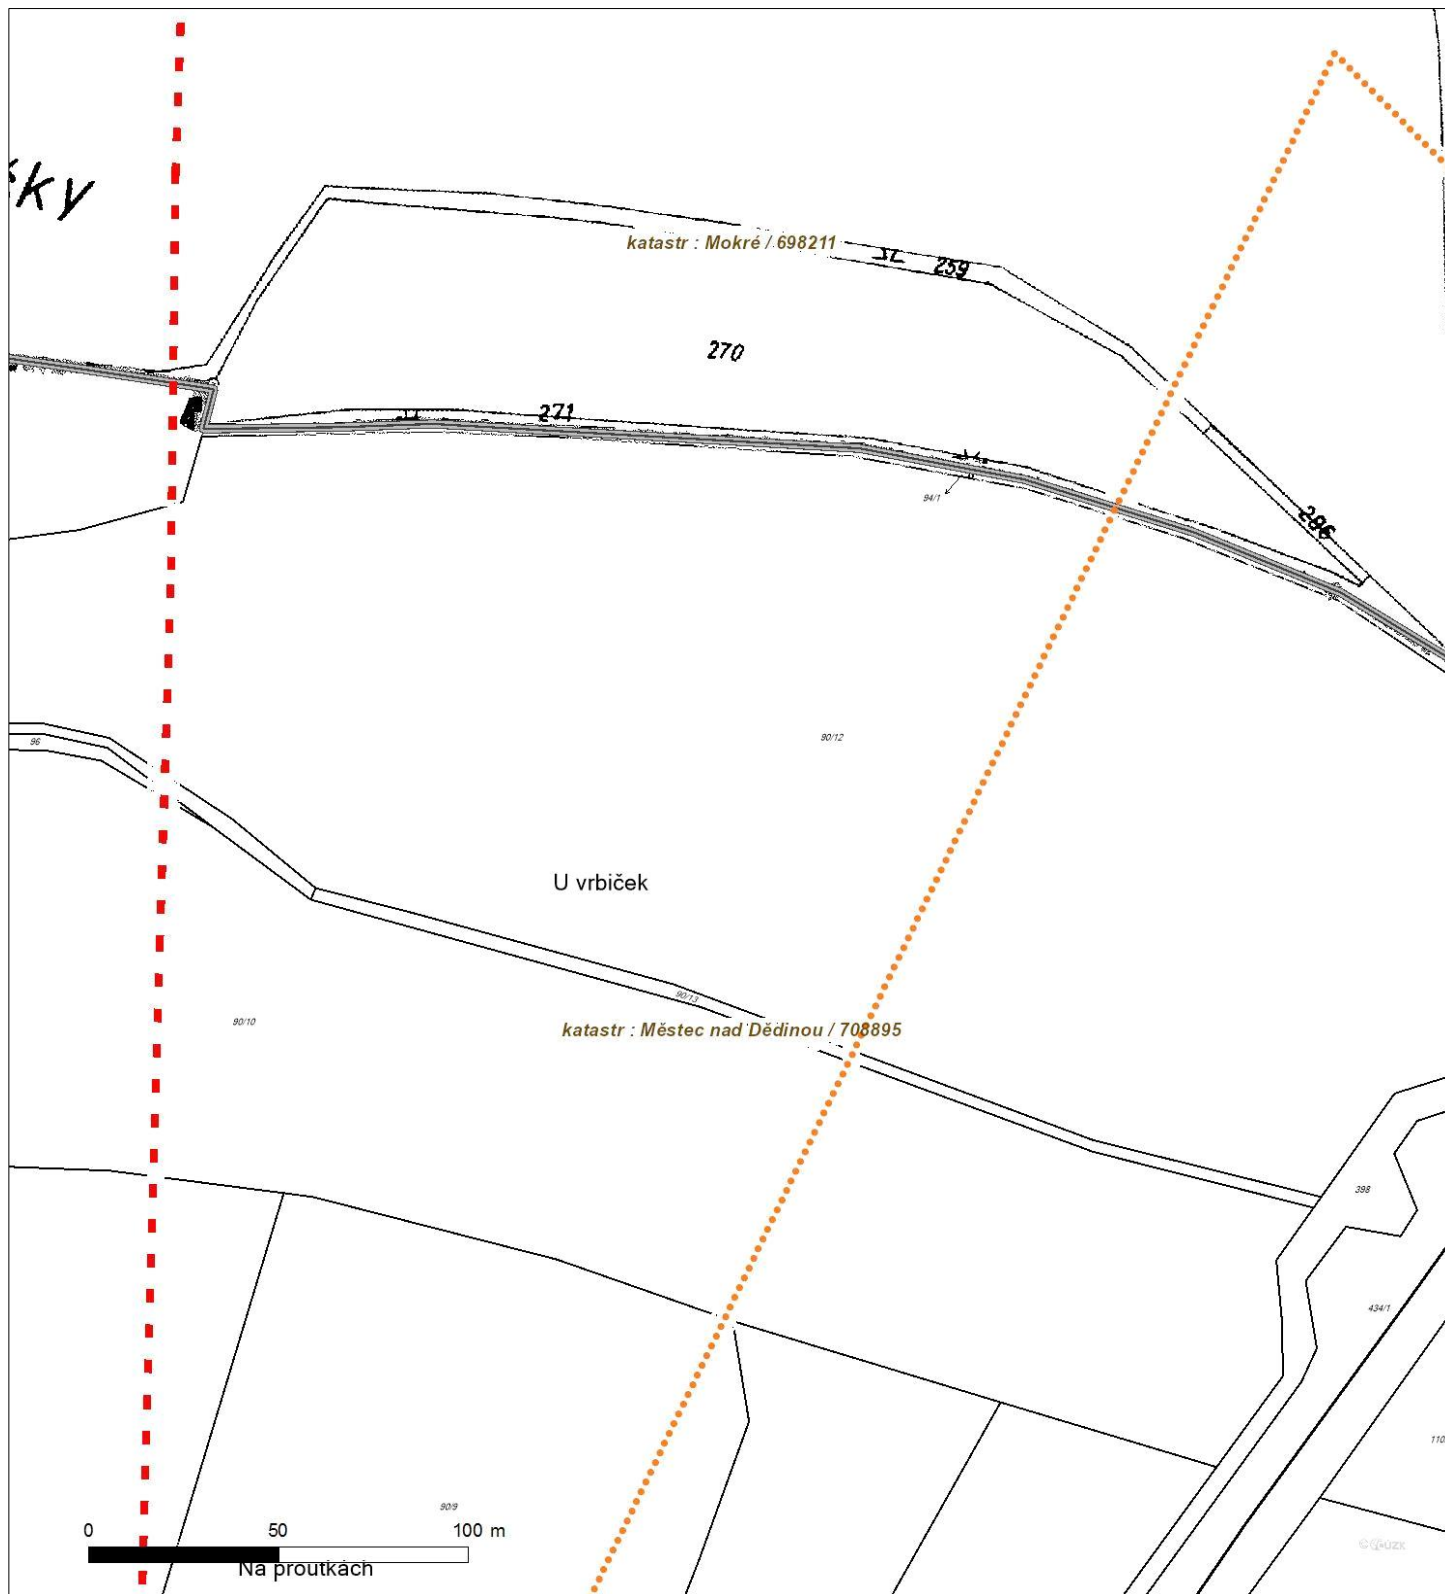 ky
katastr : Mokré / 698211
259
270
271
94/1
286
96
90/12
U vrbiček
90/13
90/10
katastr : Městec nad Dědinou / 708895
398
434/1
110
90/9
0 50 100 m
Na proutkách